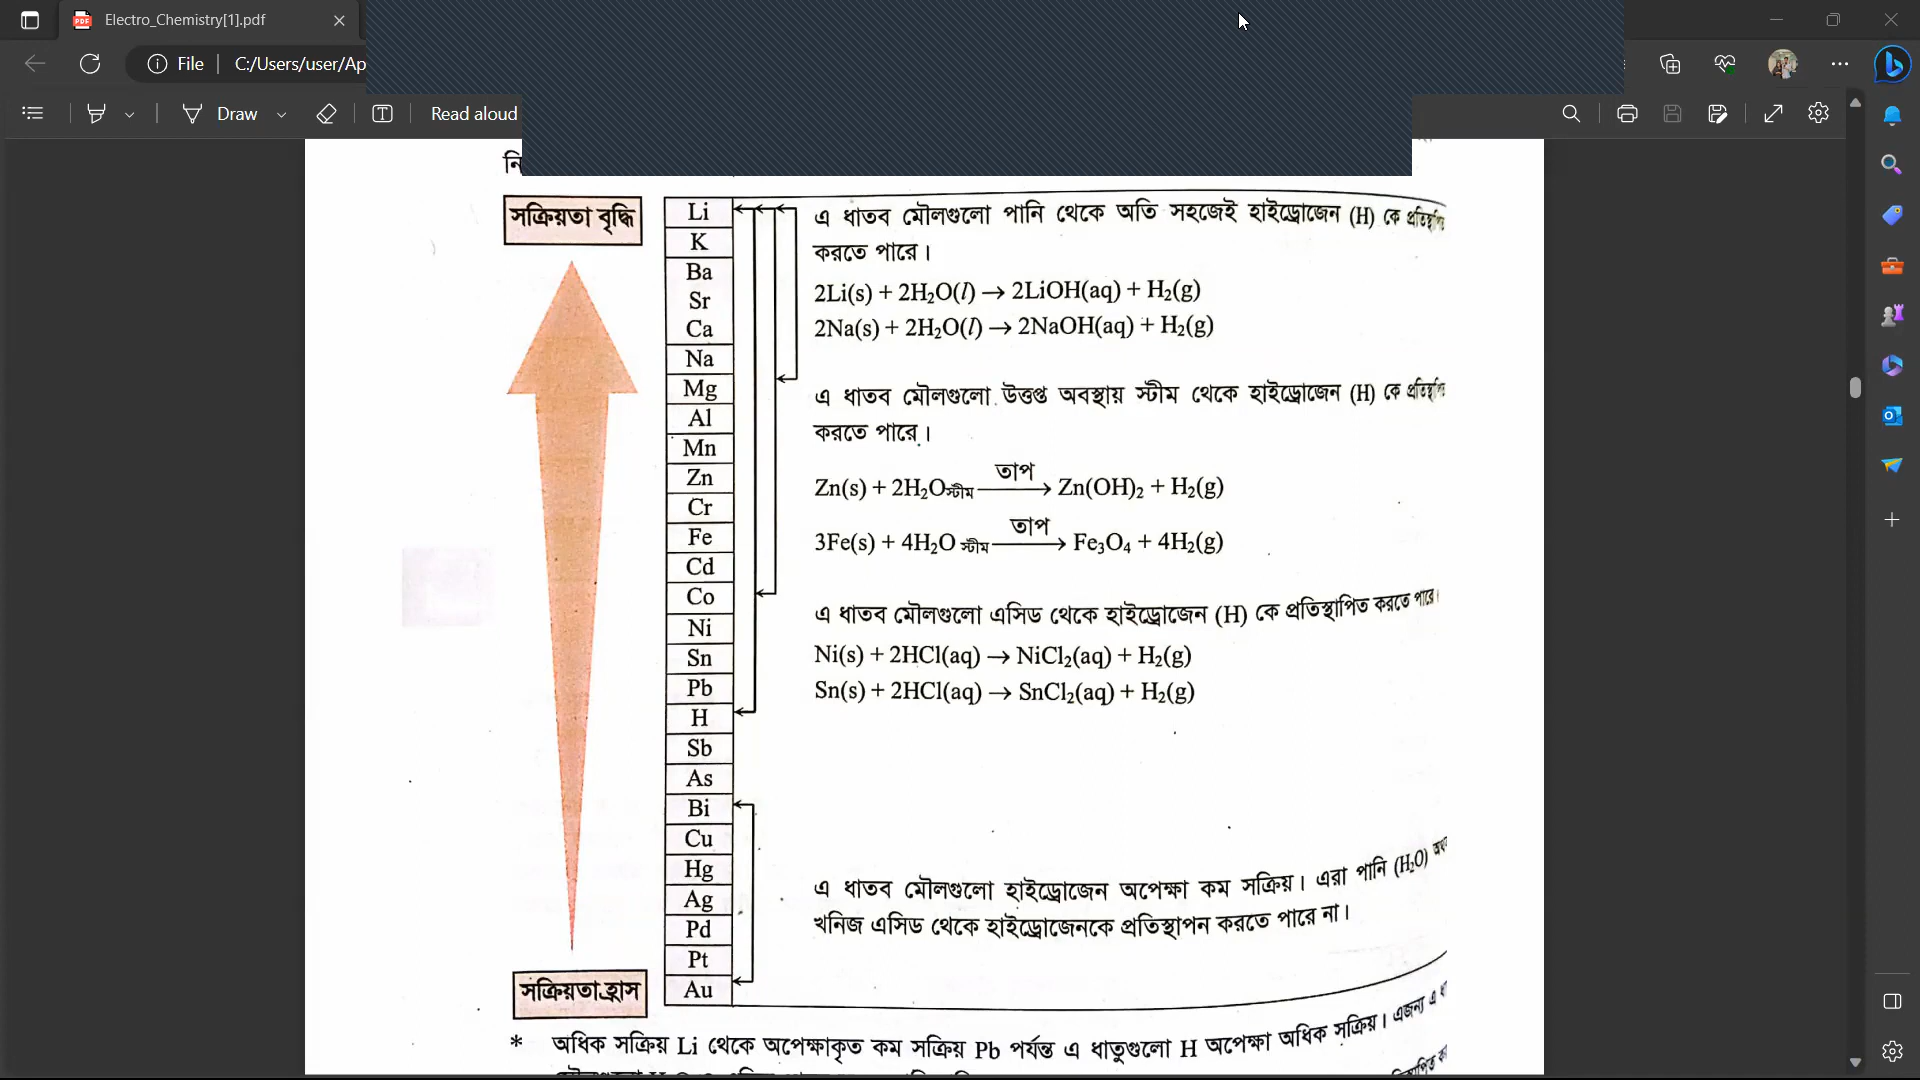 Electro_Chemistry[1].pdf
File
C:/Users/user/Ap
Draw
Read aloud
সক্রিয়তা বৃদ্ধি
Li
K
Ba
Sr
Ca
Na
Mg
Al
Mn
Zn
Cr
Fe
Cd
Co
Ni
Sn
Pb
H
Sb
As
Bi
Cu
Hg
Ag
Pd
Pt
Au
সক্রিয়তা হ্রাস
এ ধাতব মৌলগুলো পানি থেকে অতি সহজেই হাইড্রোজেন (H) কে
করতে পারে।
2Li(s) + 2H₂O(l) → 2LiOH(aq) + H₂(g)
2Na(s) + 2H₂O(l) → 2NaOH(aq) + H₂(g)
এ ধাতব মৌলগুলো উত্তপ্ত অবস্থায় স্টীম থেকে হাইড্রোজেন (H) কে
করতে পারে।
তাপ
Zn(s) + 2H₂O স্টীম → Zn(OH)₂ + H₂(g)
তাপ
3Fe(s) + 4H₂O স্টীম → Fe₃O₄ + 4H₂(g)
এ ধাতব মৌলগুলো এসিড থেকে হাইড্রোজেন (H) কে প্রতিস্থাপিত করতে পারে।
Ni(s) + 2HCl(aq) → NiCl₂(aq) + H₂(g)
Sn(s) + 2HCl(aq) → SnCl₂(aq) + H₂(g)
এ ধাতব মৌলগুলো হাইড্রোজেন অপেক্ষা কম সক্রিয়। এরা পানি (H₂O)
খনিজ এসিড থেকে হাইড্রোজেনকে প্রতিস্থাপন করতে পারে না।
* অধিক সক্রিয় Li থেকে অপেক্ষাকৃত কম সক্রিয় Pb পর্যন্ত এ ধাতুগুলো H অপেক্ষা অধিক সক্রিয়। এজন্য এ